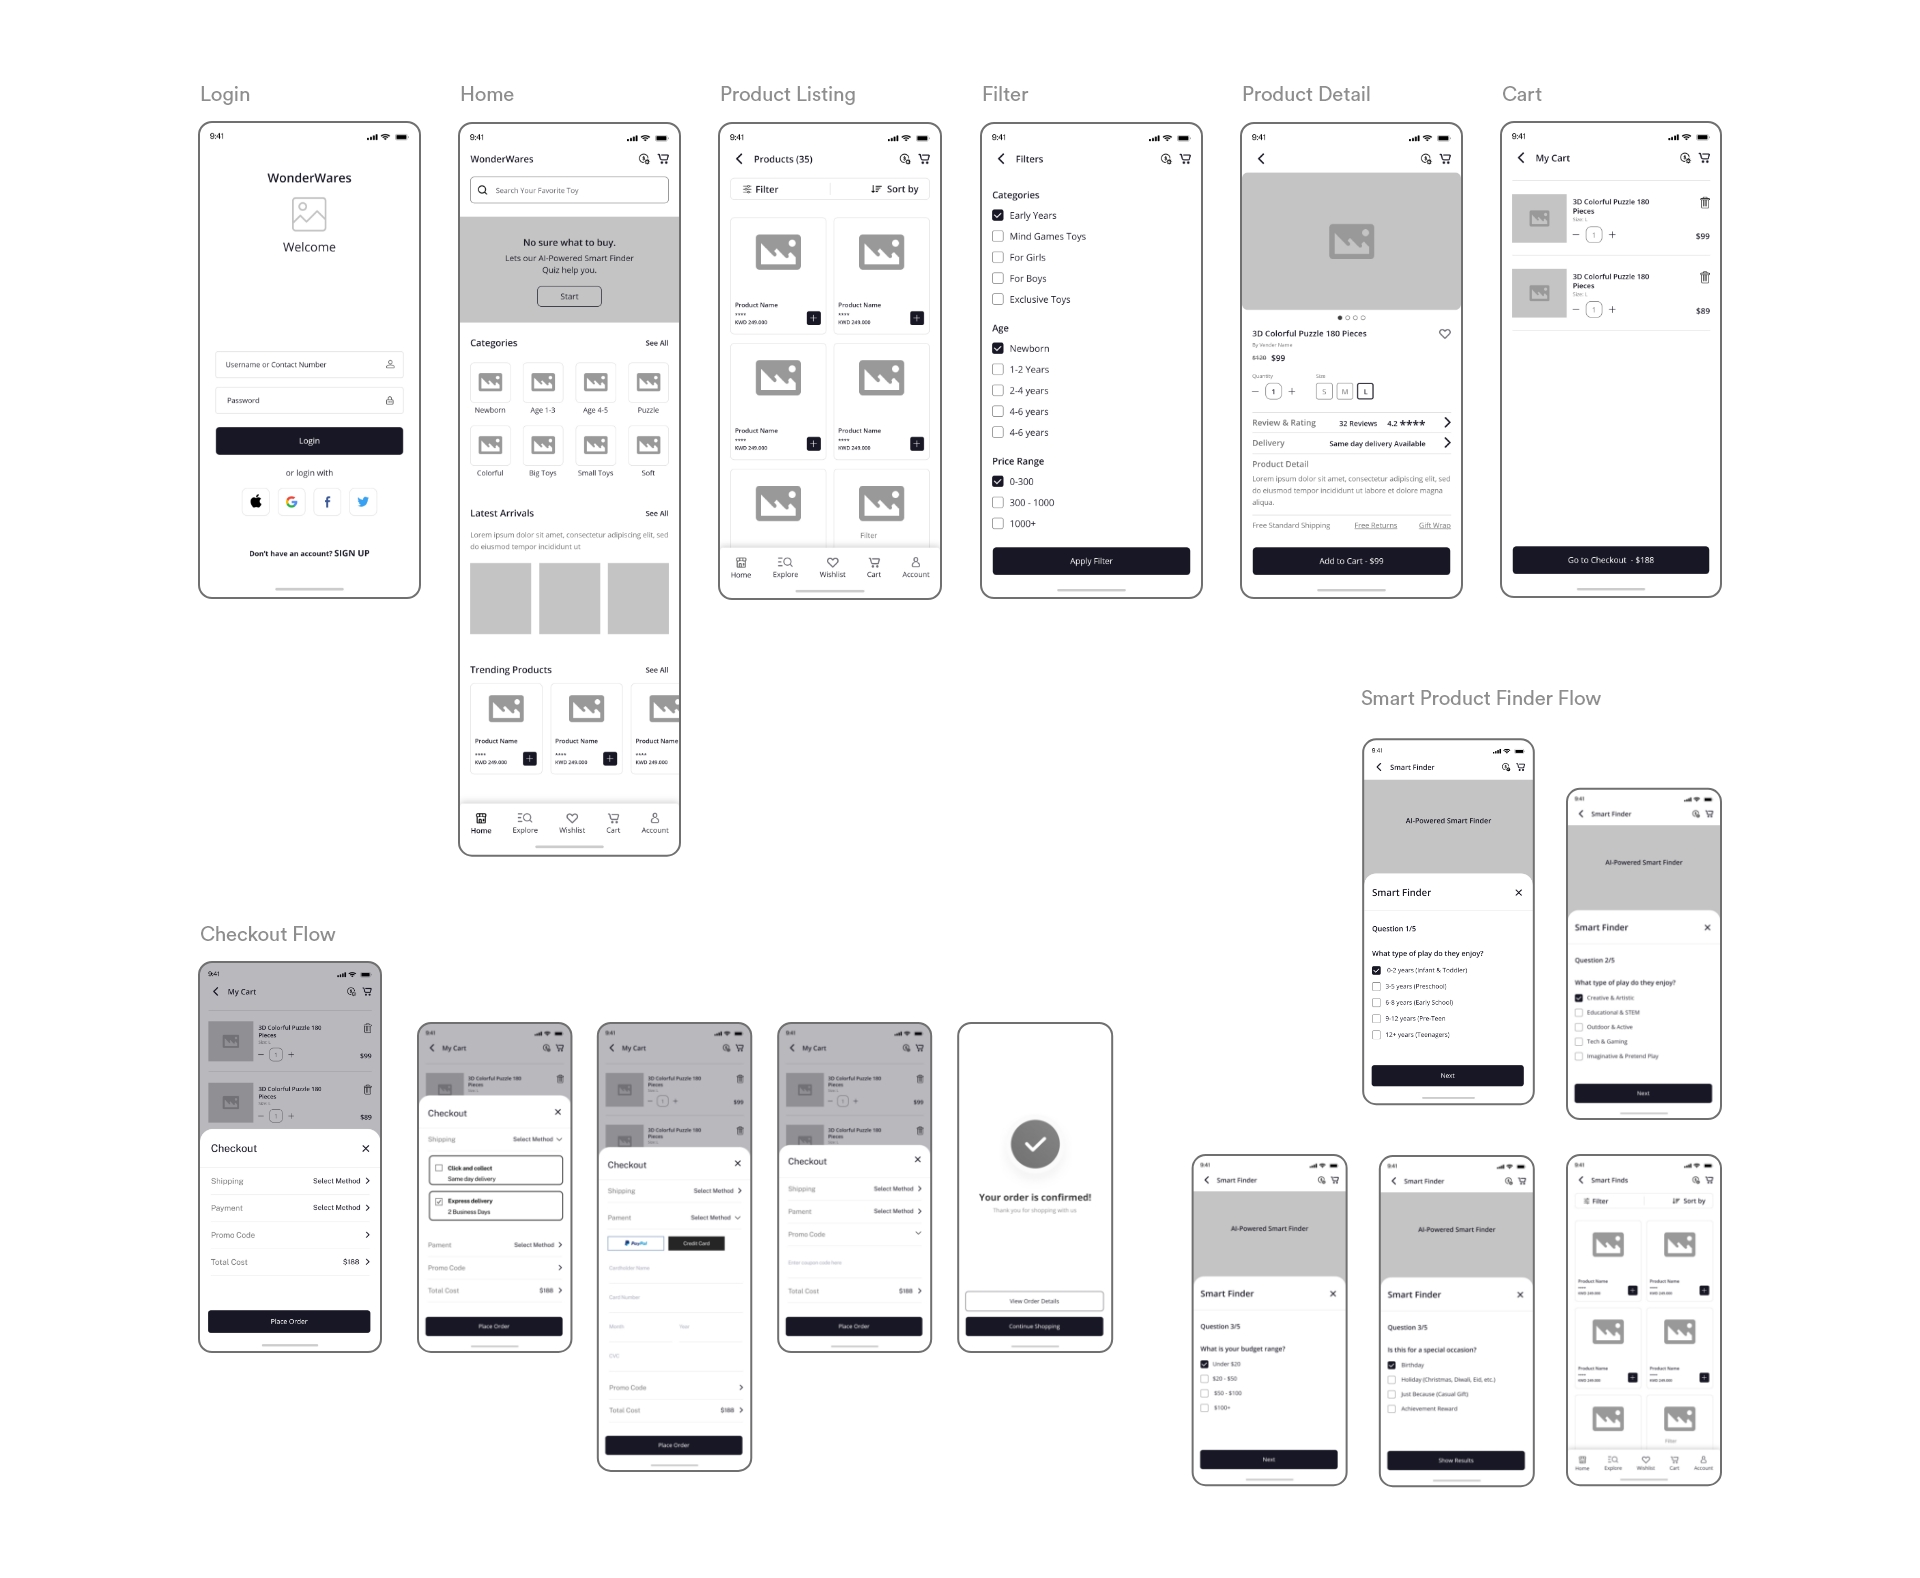 Login
9:41
WonderWares
Welcome
Username or Contact Number
Password
Login
or login with
Don't have an account? SIGN UP
Home
9:41
WonderWares
Search Your Favorite Toy
No sure what to buy.
Lets our AI-Powered Smart Finder
Quiz help you.
Start
Categories See All
Newborn Age 1-3 Age 4-5 Puzzle
Colorful Big Toys Small Toys Soft
Latest Arrivals See All
Lorem ipsum dolor sit amet, consectetur adipiscing elit, sed
do eiusmod tempor incididunt ut
Trending Products See All
Product Name Product Name Product Name
**** **** ****
KWD 249.000 KWD 249.000 KWD 249.000
Home Explore Wishlist Cart Account
Product Listing
9:41
Products (35)
Filter Sort by
Product Name Product Name
**** ****
KWD 249.000 KWD 249.000
Product Name Product Name
**** ****
KWD 249.000 KWD 249.000
Filter
Home Explore Wishlist Cart Account
Filter
9:41
Filters
Categories
Early Years
Mind Games Toys
For Girls
For Boys
Exclusive Toys
Age
Newborn
1-2 Years
2-4 years
4-6 years
4-6 years
Price Range
0-300
300 - 1000
1000+
Apply Filter
Product Detail
9:41
3D Colorful Puzzle 180 Pieces
By Vender Name
$120 $99
Quantity Size
1 S M L
Review & Rating 32 Reviews 4.2 ****
Delivery Same day delivery Available
Product Detail
Lorem ipsum dolor sit amet, consectetur adipiscing elit, sed
do eiusmod tempor incididunt ut labore et dolore magna
aliqua.
Free Standard Shipping Free Returns Gift Wrap
Add to Cart - $99
Cart
9:41
My Cart
3D Colorful Puzzle 180
Pieces
Size: L
1 $99
3D Colorful Puzzle 180
Pieces
Size: L
1 $89
Go to Checkout - $188
Checkout Flow
9:41
My Cart
3D Colorful Puzzle 180
Pieces
Size: L
1 $99
3D Colorful Puzzle 180
Pieces
Size: L
1 $89
Checkout
Shipping Select Method
Payment Select Method
Promo Code
Total Cost $188
Place Order
9:41
My Cart
3D Colorful Puzzle 180
Pieces
Checkout
Shipping Select Method
Click and collect
Same day delivery
Express delivery
2 Business Days
Pament Select Method
Promo Code
Total Cost $188
Place Order
9:41
My Cart
3D Colorful Puzzle 180
Pieces
1 $99
3D Colorful Puzzle 180
Pieces
Checkout
Shipping Select Method
Pament Select Method
PayPal Credit Card
Cardholder Name
Card Number
Month Year
CVC
Promo Code
Total Cost $188
Place Order
9:41
My Cart
3D Colorful Puzzle 180
Pieces
1 $99
3D Colorful Puzzle 180
Pieces
Checkout
Shipping Select Method
Pament Select Method
Promo Code
Enter coupon code here
Total Cost $188
Place Order
Your order is confirmed!
Thank you for shopping with us
View Order Details
Continue Shopping
Smart Product Finder Flow
9:41
Smart Finder
AI-Powered Smart Finder
Smart Finder
Question 1/5
What type of play do they enjoy?
0-2 years (Infant & Toddler)
3-5 years (Preschool)
6-8 years (Early School)
9-12 years (Pre-Teen
12+ years (Teenagers)
Next
9:41
Smart Finder
AI-Powered Smart Finder
Smart Finder
Question 2/5
What type of play do they enjoy?
Creative & Artistic
Educational & STEM
Outdoor & Active
Tech & Gaming
Imaginative & Pretend Play
Next
9:41
Smart Finder
AI-Powered Smart Finder
Smart Finder
Question 3/5
What is your budget range?
Under $20
$20 - $50
$50 - $100
$100+
Next
9:41
Smart Finder
AI-Powered Smart Finder
Smart Finder
Question 3/5
Is this for a special occasion?
Birthday
Holiday (Christmas, Diwali, Eid, etc.)
Just Because (Casual Gift)
Achievement Reward
Show Results
9:41
Smart Finds
Filter Sort by
Product Name Product Name
**** ****
KWD 249.000 KWD 249.000
Product Name Product Name
**** ****
KWD 249.000 KWD 249.000
Filter
Home Explore Wishlist Cart Account